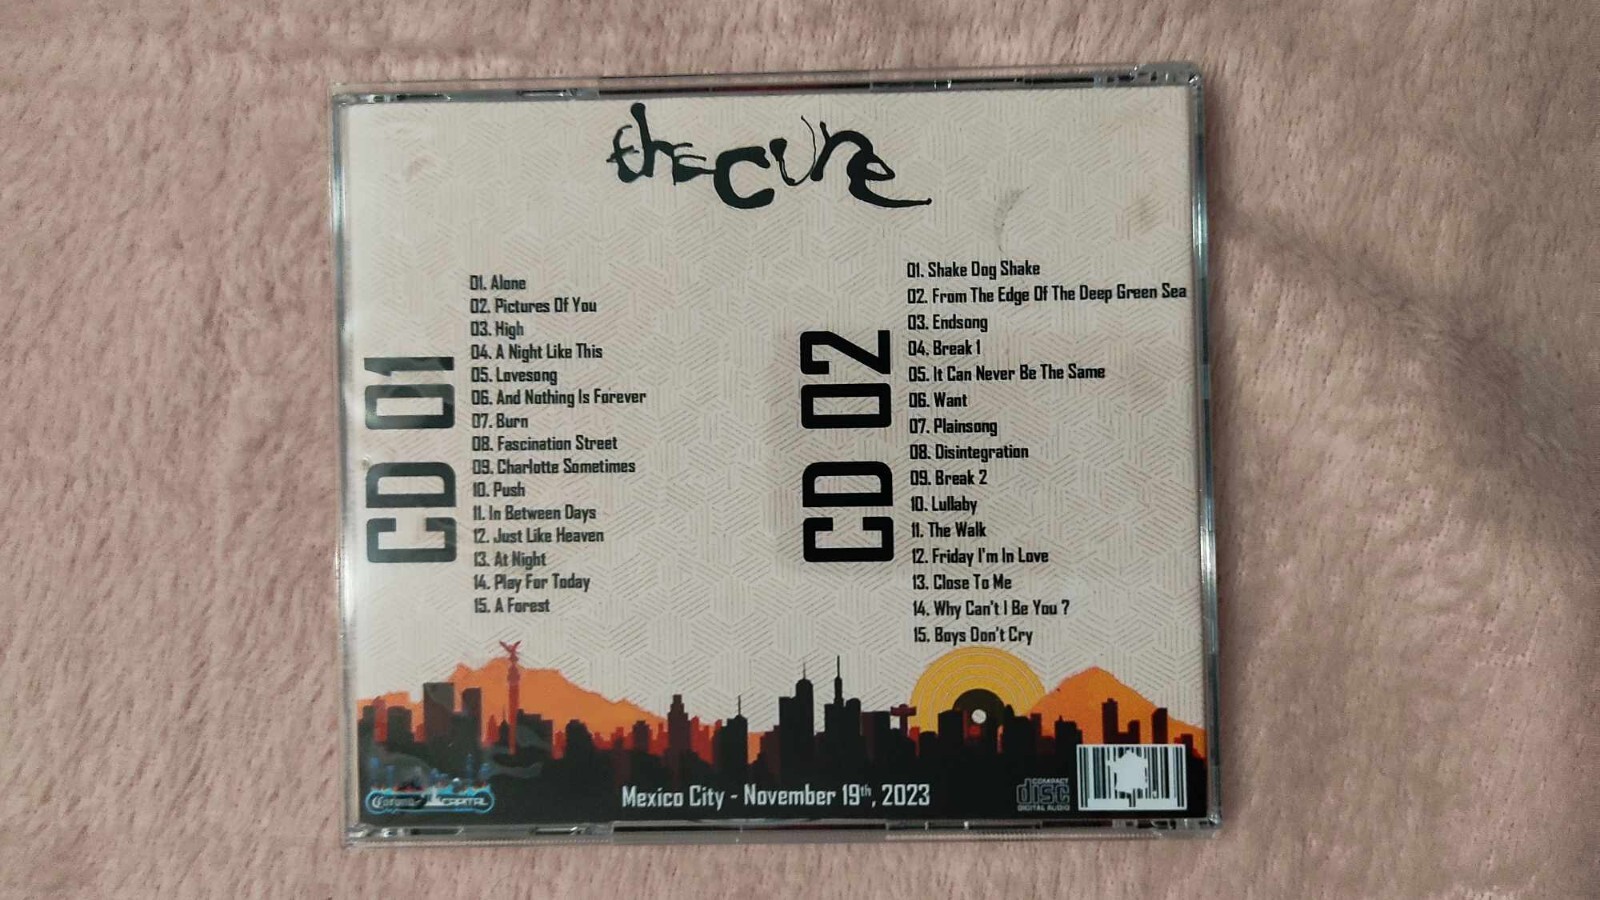 the cure
CD 01
01. Alone
02. Pictures Of You
03. High
04. A Night Like This
05. Lovesong
06. And Nothing Is Forever
07. Burn
08. Fascination Street
09. Charlotte Sometimes
10. Push
11. In Between Days
12. Just Like Heaven
13. At Night
14. Play For Today
15. A Forest
CD 02
01. Shake Dog Shake
02. From The Edge Of The Deep Green Sea
03. Endsong
04. Break 1
05. It Can Never Be The Same
06. Want
07. Plainsong
08. Disintegration
09. Break 2
10. Lullaby
11. The Walk
12. Friday I'm In Love
13. Close To Me
14. Why Can't I Be You ?
15. Boys Don't Cry
Corona CAPITAL
Mexico City - November 19th, 2023
COMPACT
disc
DIGITAL AUDIO